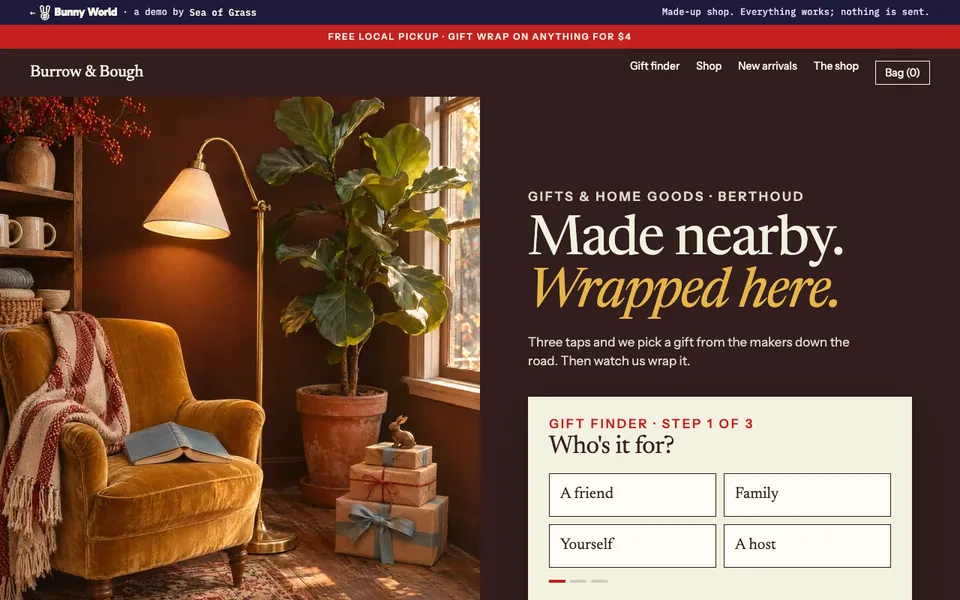 ← Bunny World · a demo by Sea of Grass
Made-up shop. Everything works; nothing is sent.
FREE LOCAL PICKUP · GIFT WRAP ON ANYTHING FOR $4
Burrow & Bough
Gift finder
Shop
New arrivals
The shop
Bag (0)
GIFTS & HOME GOODS · BERTHOUD
Made nearby.
Wrapped here.
Three taps and we pick a gift from the makers down the
road. Then watch us wrap it.
GIFT FINDER · STEP 1 OF 3
Who's it for?
A friend
Family
Yourself
A host